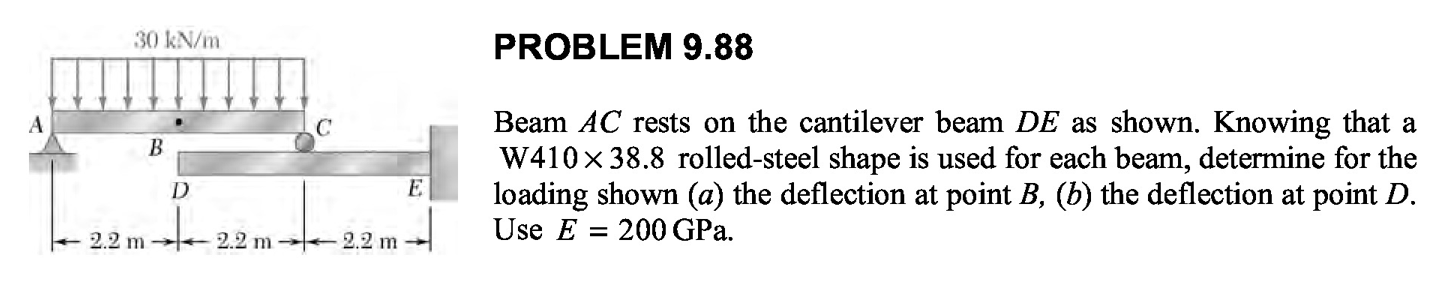 30 kN/m
PROBLEM 9.88
A
C
B
D
E
2.2 m
2.2 m
2.2 m
Beam AC rests on the cantilever beam DE as shown. Knowing that a
W410 × 38.8 rolled-steel shape is used for each beam, determine for the
loading shown (a) the deflection at point B, (b) the deflection at point D.
Use E = 200 GPa.